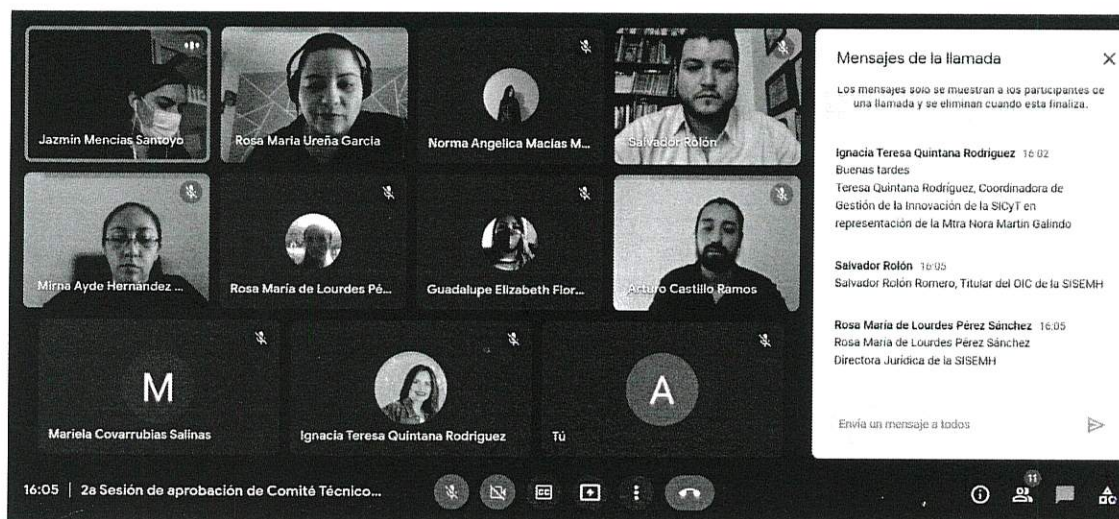 Jazmín Mencías Santoyo
Rosa Maria Ureña Garcia
Norma Angelica Macias M...
Salvador Rolón
Mirna Ayde Hernández ...
Rosa María de Lourdes Pé...
Guadalupe Elizabeth Flor...
Arturo Castillo Ramos
M
Mariela Covarrubias Salinas
Ignacia Teresa Quintana Rodriguez
A
Tú
Mensajes de la llamada
Los mensajes solo se muestran a los participantes de
una llamada y se eliminan cuando esta finaliza.
Ignacia Teresa Quintana Rodriguez 16:02
Buenas tardes
Teresa Quintana Rodríguez, Coordinadora de
Gestión de la Innovación de la SICyT en
representación de la Mtra Nora Martin Galindo
Salvador Rolón 16:05
Salvador Rolón Romero, Titular del OIC de la SISEMH
Rosa María de Lourdes Pérez Sánchez 16:05
Rosa María de Lourdes Pérez Sánchez
Directora Jurídica de la SISEMH
Envía un mensaje a todos
16:05 | 2a Sesión de aprobación de Comité Técnico...
CC
11